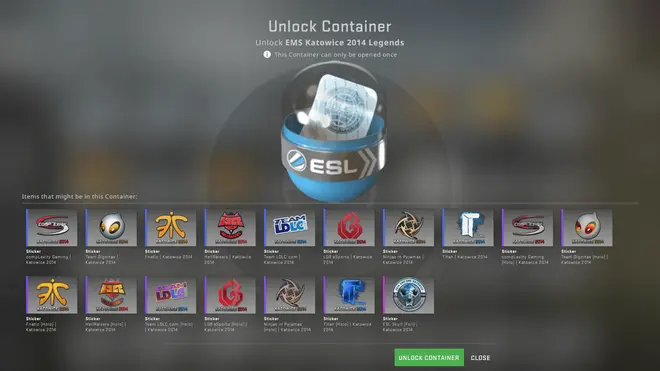 Unlock Container
Unlock EMS Katowice 2014 Legends
This Container can only be opened once
ESL
Items that might be in this Container:
Sticker
compLexity Gaming |
Katowice 2014
Sticker
Team Dignitas |
Katowice 2014
Sticker
Fnatic | Katowice 2014
Sticker
HellRaisers | Katowice
2014
Sticker
Team LDLC.com |
Katowice 2014
Sticker
LGB eSports | Katowice
2014
Sticker
Ninjas in Pyjamas |
Katowice 2014
Sticker
Titan | Katowice 2014
Sticker
compLexity Gaming
(Holo) | Katowice 2014
Sticker
Team Dignitas (Holo) |
Katowice 2014
Sticker
Fnatic (Holo) |
Katowice 2014
Sticker
HellRaisers (Holo) |
Katowice 2014
Sticker
Team LDLC.com (Holo)
| Katowice 2014
Sticker
LGB eSports (Holo) |
Katowice 2014
Sticker
Ninjas in Pyjamas
(Holo) | Katowice 2014
Sticker
Titan (Holo) | Katowice
2014
Sticker
ESL Skull (Foil) |
Katowice 2014
UNLOCK CONTAINER
CLOSE